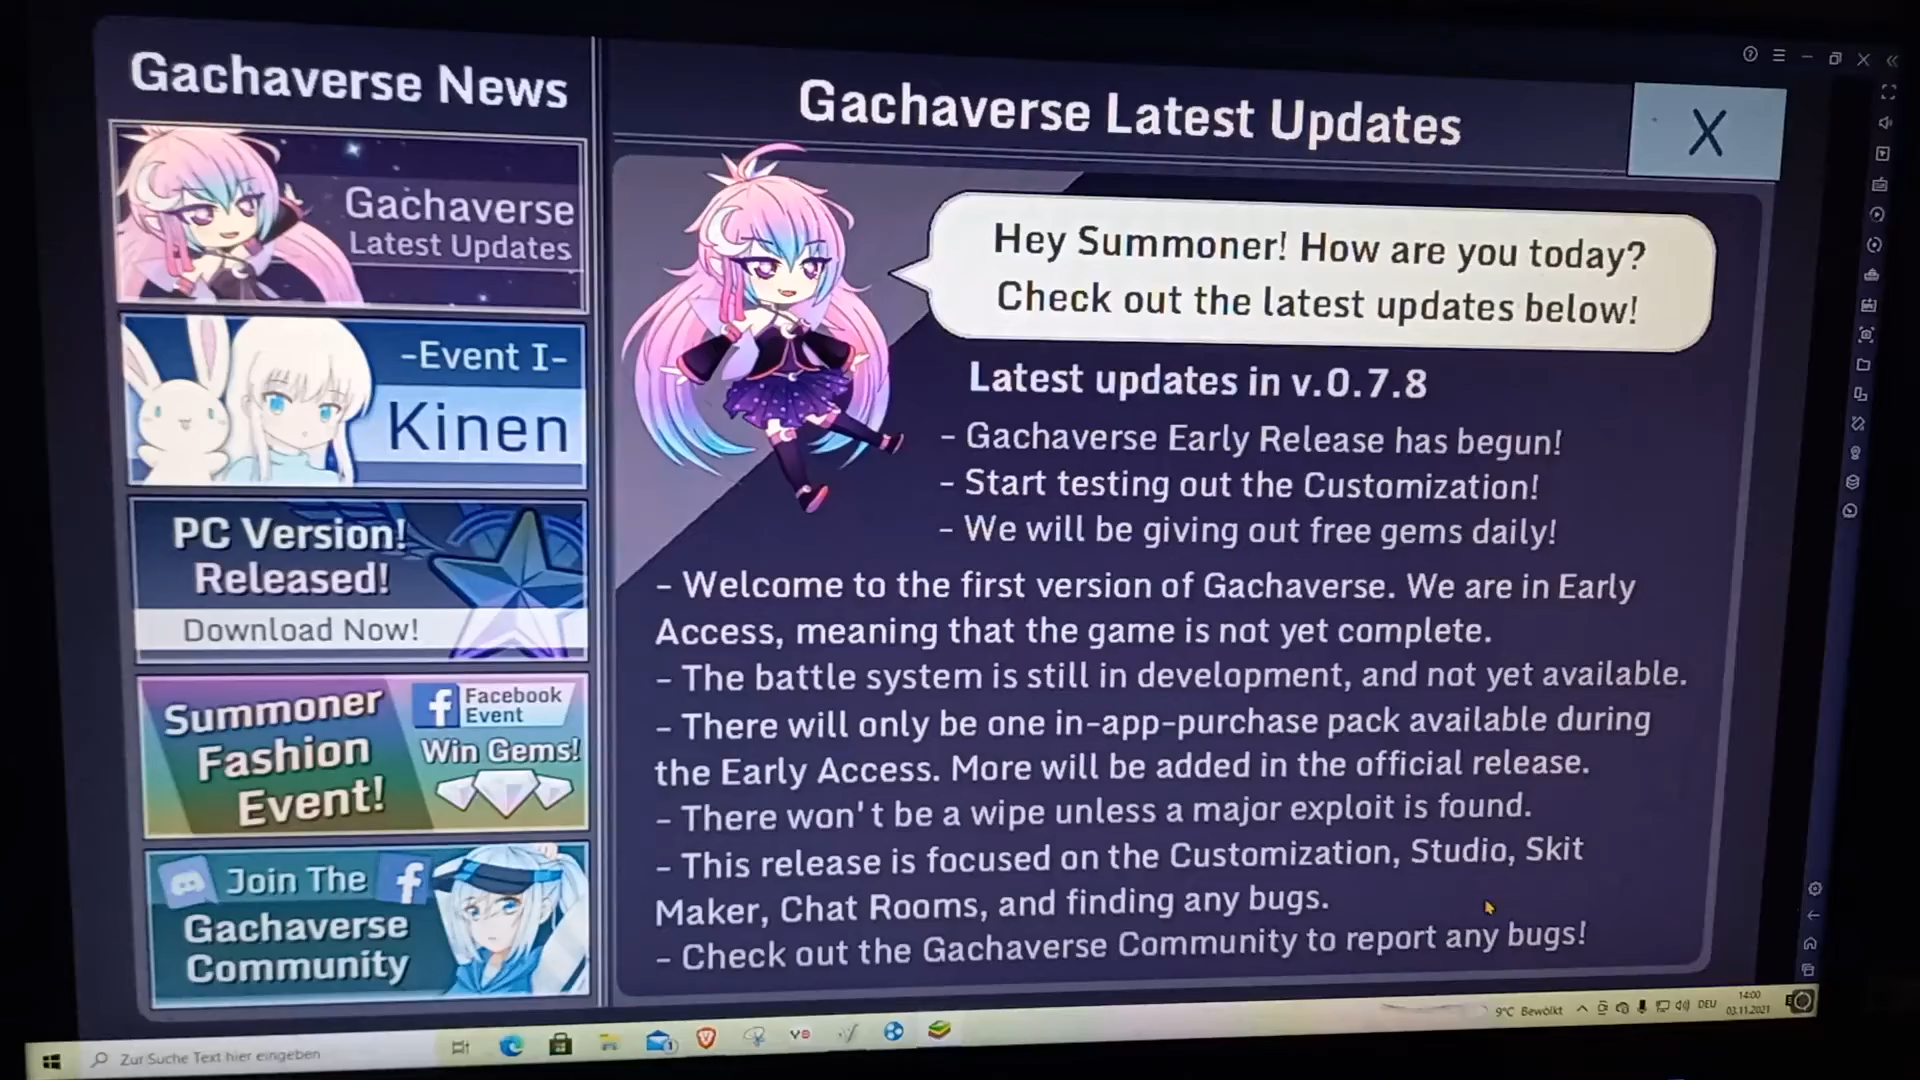 Gachaverse News
Gachaverse
Latest Updates
-Event I-
Kinen
PC Version!
Released!
Download Now!
Summoner
Fashion
Event!
Facebook
Event
Win Gems!
Join The
Gachaverse
Community
Gachaverse Latest Updates
X
Hey Summoner! How are you today?
Check out the latest updates below!
Latest updates in v.0.7.8
- Gachaverse Early Release has begun!
- Start testing out the Customization!
- We will be giving out free gems daily!
- Welcome to the first version of Gachaverse. We are in Early
Access, meaning that the game is not yet complete.
- The battle system is still in development, and not yet available.
- There will only be one in-app-purchase pack available during
the Early Access. More will be added in the official release.
- There won't be a wipe unless a major exploit is found.
- This release is focused on the Customization, Studio, Skit
Maker, Chat Rooms, and finding any bugs.
- Check out the Gachaverse Community to report any bugs!
Zur Suche Text hier eingeben
9°C Bewölkt
DEU
14:00
03.11.2021